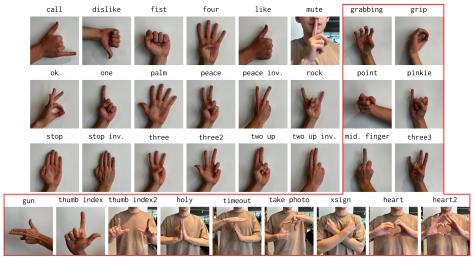 call dislike fist four like mute grabbing grip
ok one palm peace peace inv. rock point pinkie
stop stop inv. three three2 two up two up inv. mid. finger three3
gun thumb index thumb index2 holy timeout take photo xsign heart heart2